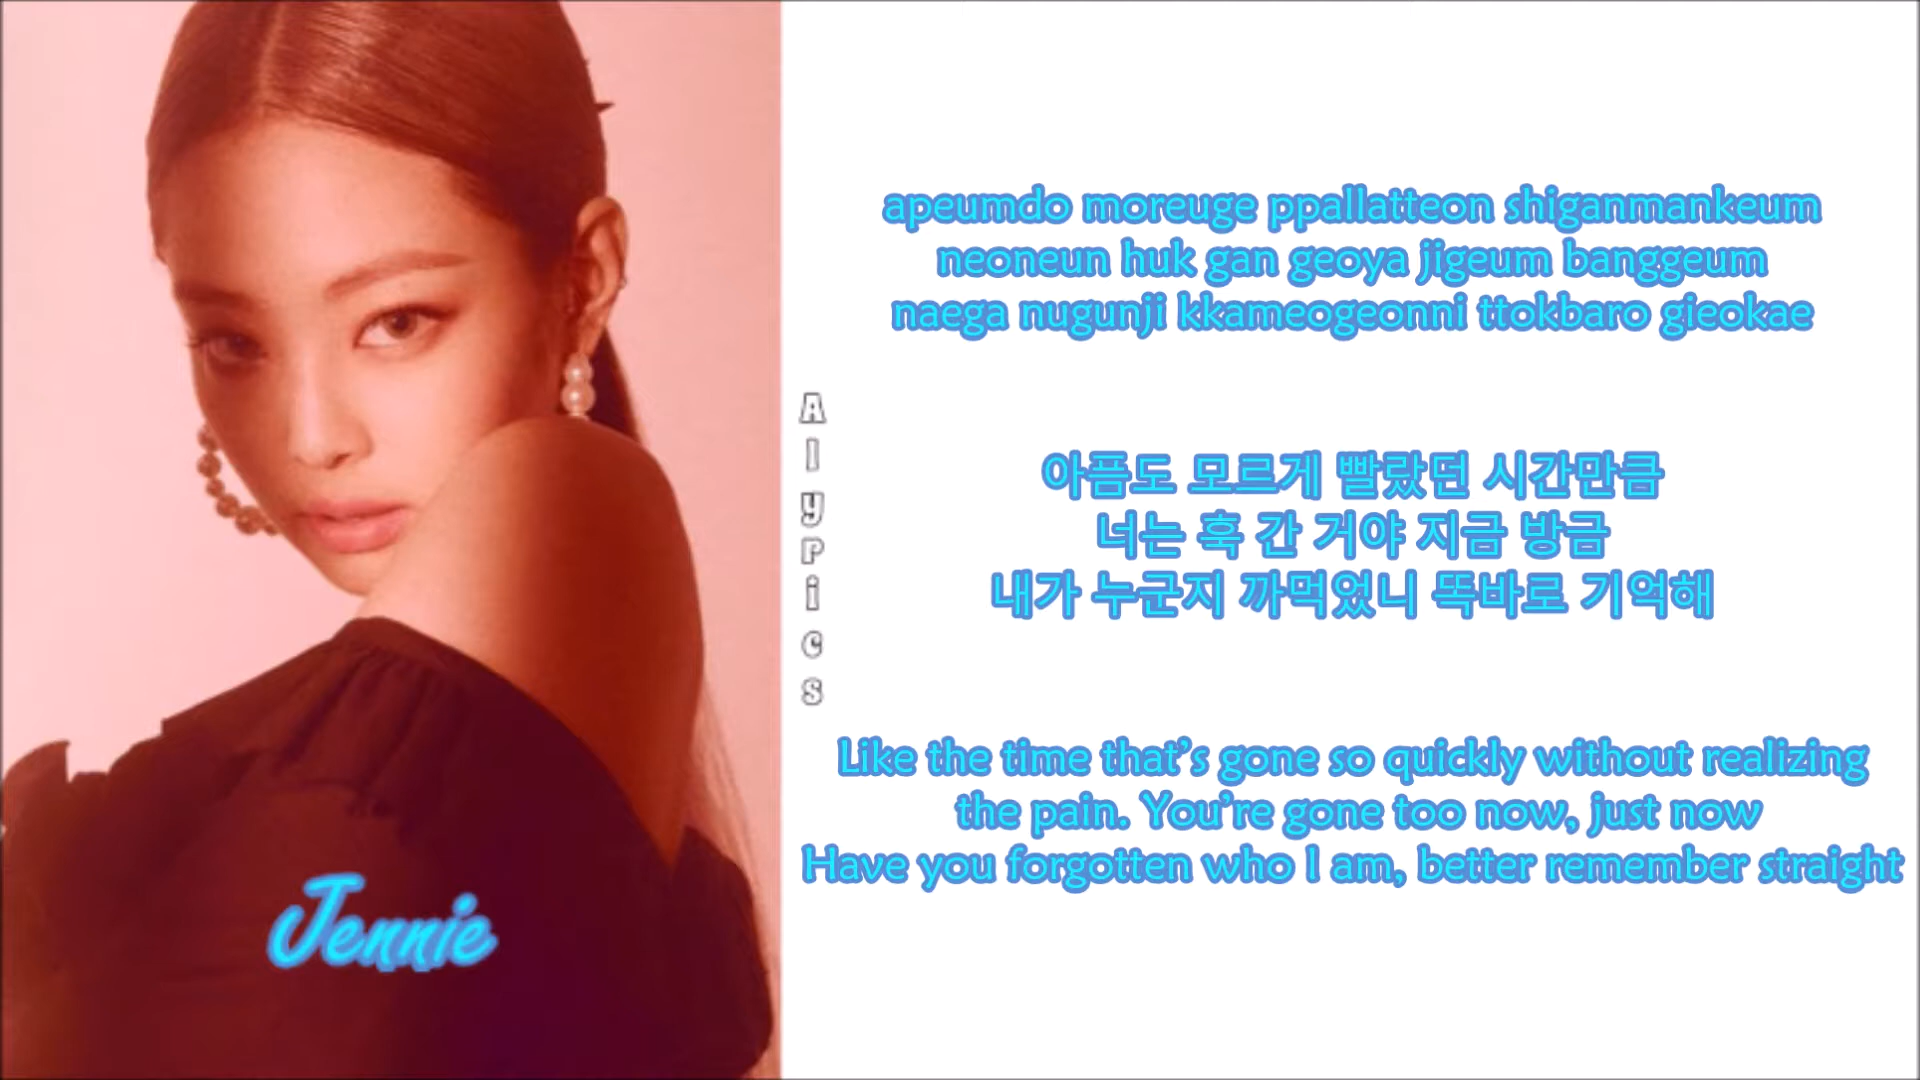 apeumdo moreuge ppallatteon shiganmankeum
neoneun huk gan geoya jigeum banggeum
naega nugunji kkameogeonni ttokbaro gieokae
AlyPics
아픔도 모르게 빨랐던 시간만큼
너는 훅 간 거야 지금 방금
내가 누군지 까먹었니 똑바로 기억해
Like the time that's gone so quickly without realizing
the pain. You're gone too now, just now
Have you forgotten who I am, better remember straight
Jennie